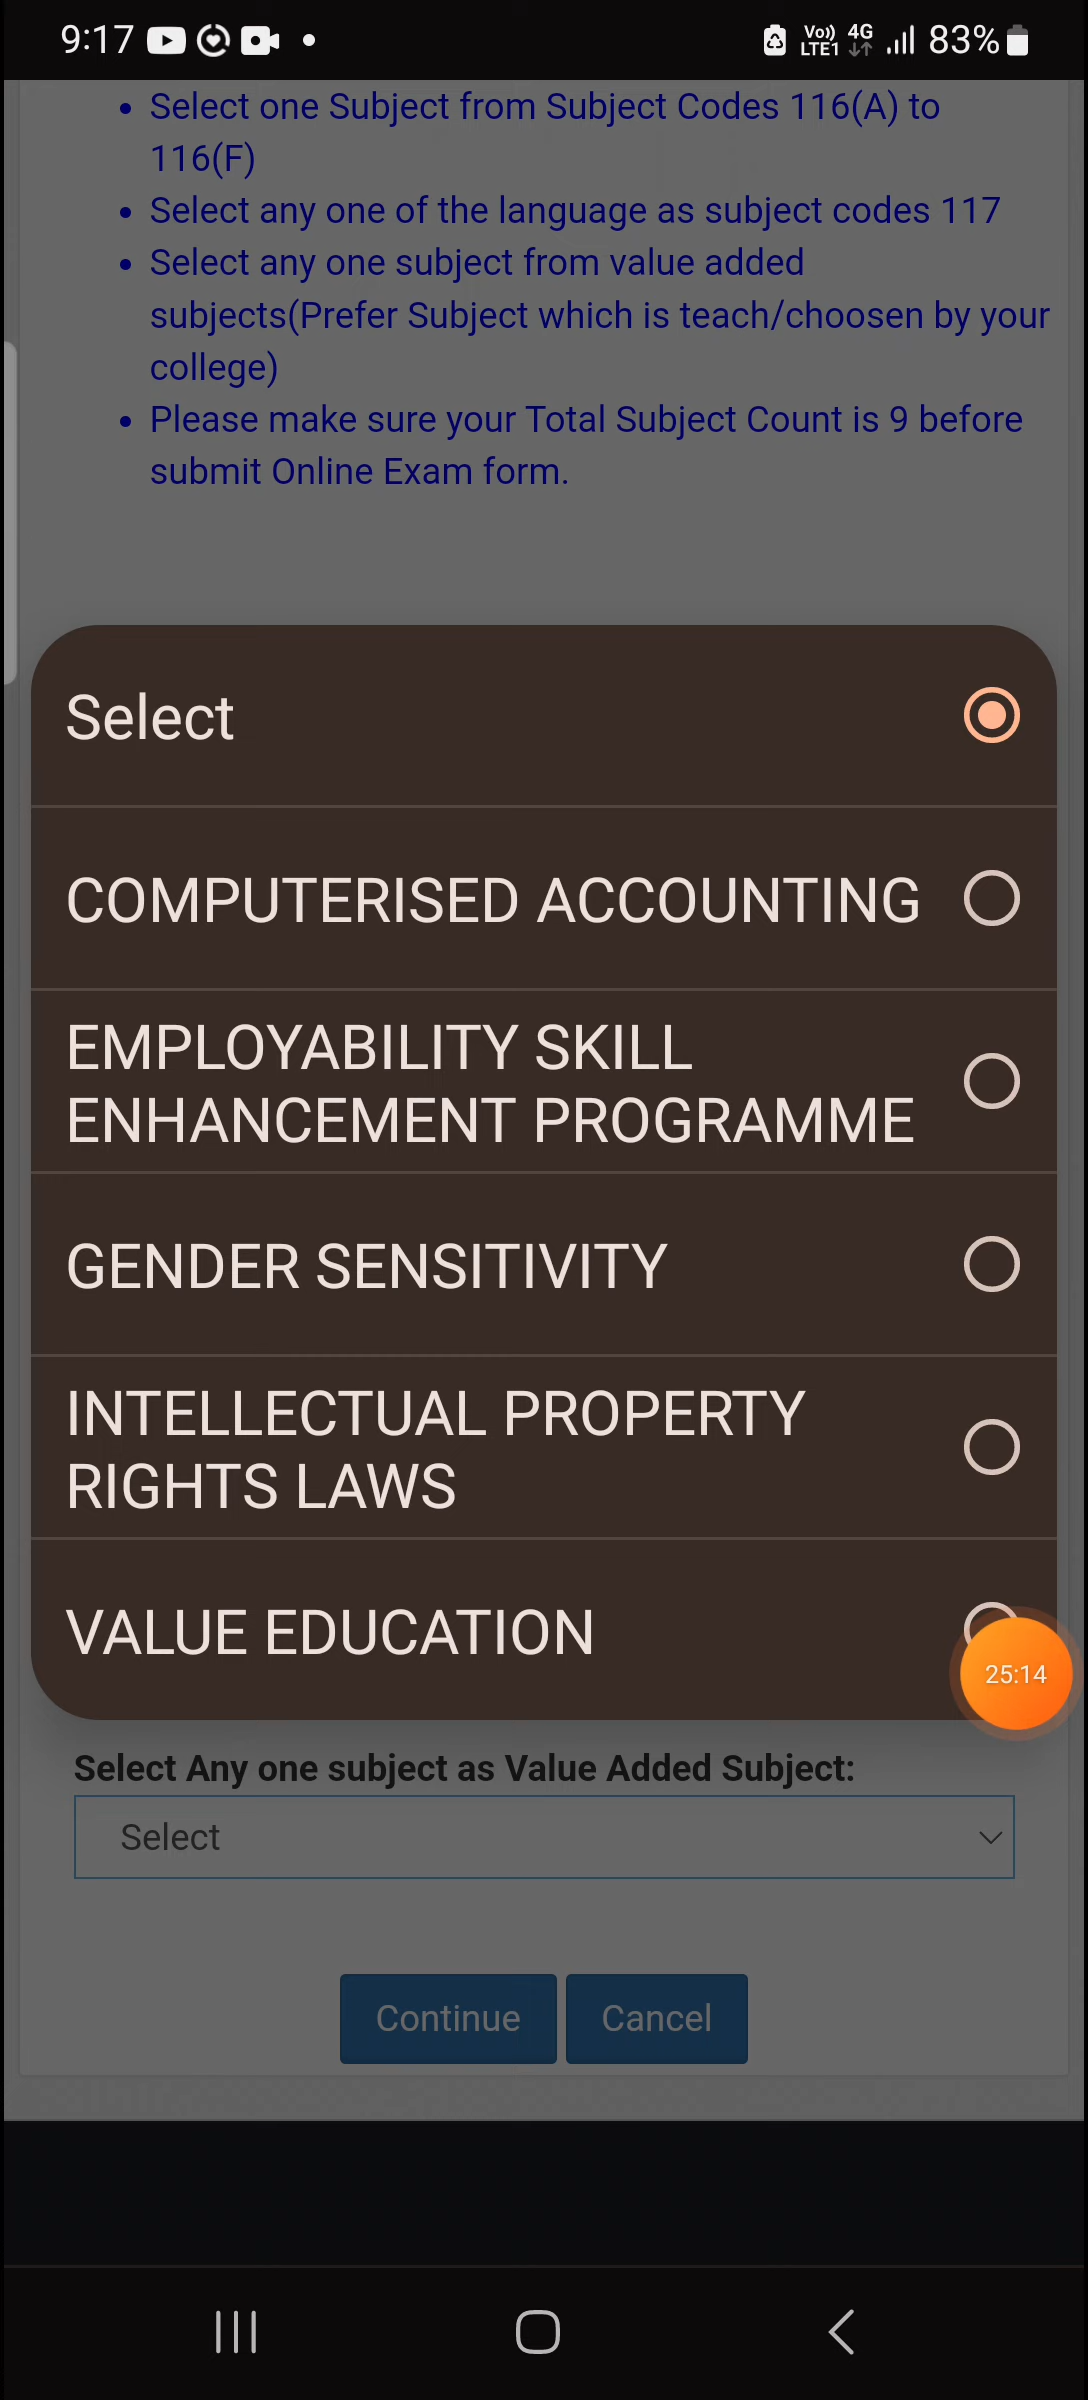 9:17 Vo)) LTE1 4G 83%
• Select one Subject from Subject Codes 116(A) to
116(F)
• Select any one of the language as subject codes 117
• Select any one subject from value added
subjects(Prefer Subject which is teach/choosen by your
college)
• Please make sure your Total Subject Count is 9 before
submit Online Exam form.
Select
COMPUTERISED ACCOUNTING
EMPLOYABILITY SKILL
ENHANCEMENT PROGRAMME
GENDER SENSITIVITY
INTELLECTUAL PROPERTY
RIGHTS LAWS
VALUE EDUCATION
25:14
Select Any one subject as Value Added Subject:
Select
Continue Cancel